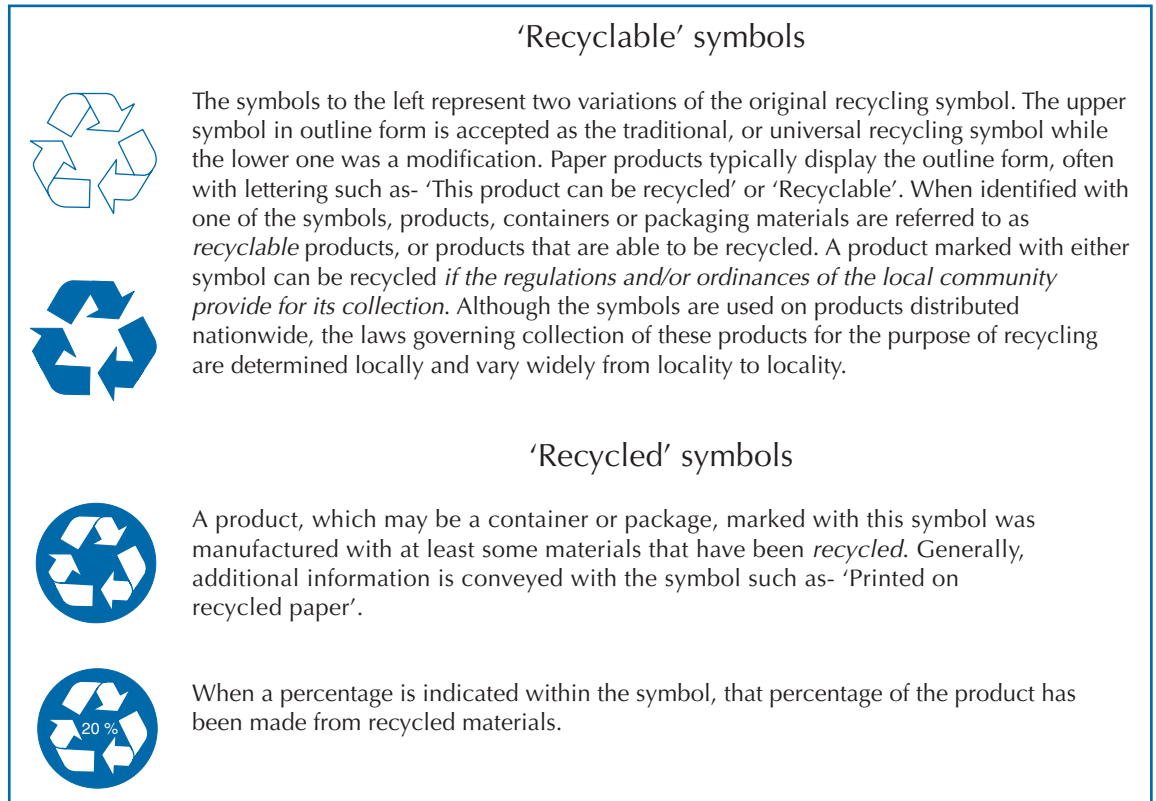 ‘Recyclable’ symbols
The symbols to the left represent two variations of the original recycling symbol. The upper
symbol in outline form is accepted as the traditional, or universal recycling symbol while
the lower one was a modification. Paper products typically display the outline form, often
with lettering such as- ‘This product can be recycled’ or ‘Recyclable’. When identified with
one of the symbols, products, containers or packaging materials are referred to as
recyclable products, or products that are able to be recycled. A product marked with either
symbol can be recycled if the regulations and/or ordinances of the local community
provide for its collection. Although the symbols are used on products distributed
nationwide, the laws governing collection of these products for the purpose of recycling
are determined locally and vary widely from locality to locality.
‘Recycled’ symbols
A product, which may be a container or package, marked with this symbol was
manufactured with at least some materials that have been recycled. Generally,
additional information is conveyed with the symbol such as- ‘Printed on
recycled paper’.
20 %
When a percentage is indicated within the symbol, that percentage of the product has
been made from recycled materials.